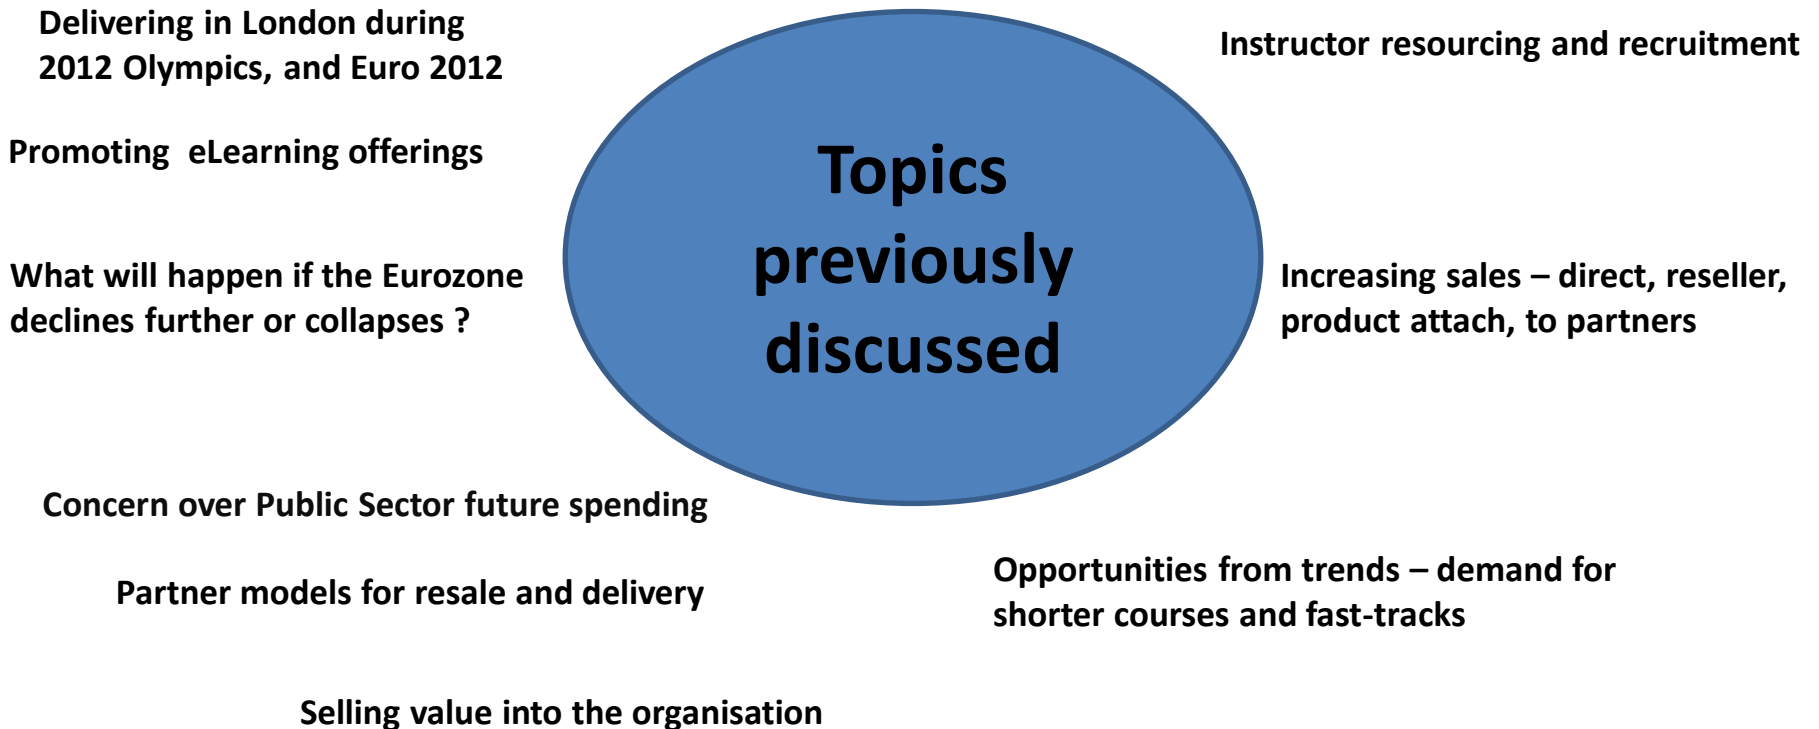 Delivering in London during
2012 Olympics, and Euro 2012
Instructor resourcing and recruitment
Promoting  eLearning offerings
Topics
previously
discussed
What will happen if the Eurozone
declines further or collapses ?
Increasing sales – direct, reseller,
product attach, to partners
Concern over Public Sector future spending
Partner models for resale and delivery
Opportunities from trends – demand for
shorter courses and fast-tracks
Selling value into the organisation